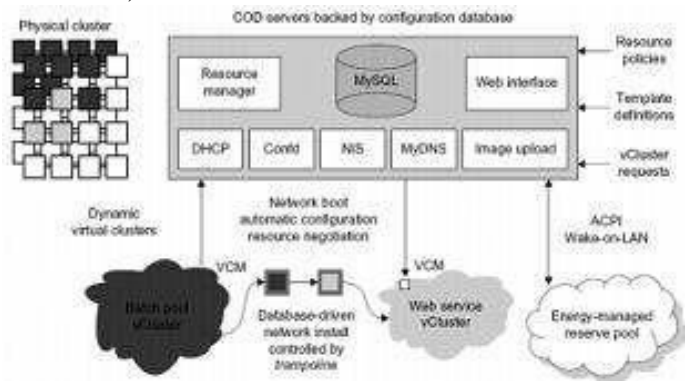 Physical cluster
COD servers backed by configuration database
Resource manager
MySQL
Web interface
Resource policies
Template definitions
vCluster requests
DHCP
Confd
NIS
MyDNS
Image upload
Dynamic virtual clusters
Network boot
automatic configuration
resource negotiation
ACPI
Wake-on-LAN
VCM
VCM
Batch pool
vCluster
Database-driven
network install
controlled by
trampoline
Web service
vCluster
Energy-managed
reserve pool